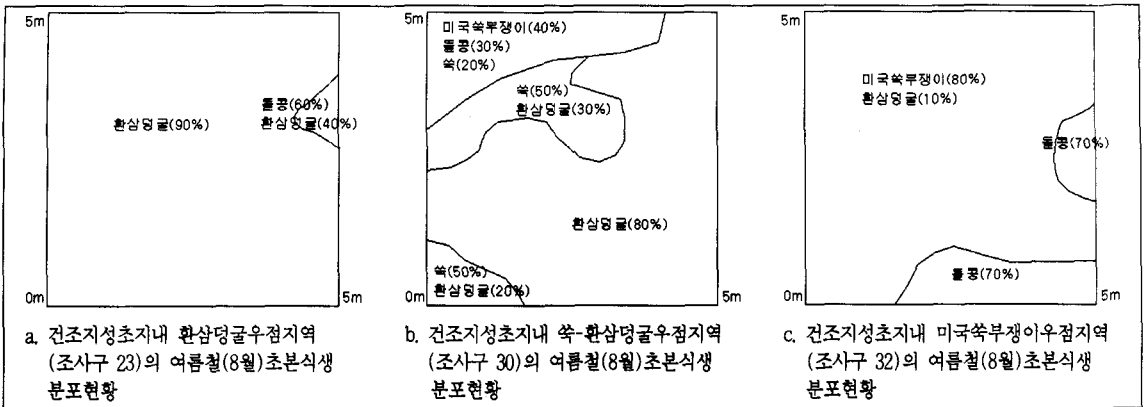 5m
환삼덩굴(90%)
돌콩(60%)
환삼덩굴(40%)
0m
5m
a. 건조지성초지내 환삼덩굴우점지역
(조사구 23)의 여름철(8월)초본식생
분포현황
5m
미국쑥부쟁이(40%)
돌콩(30%)
쑥(20%)
쑥(50%)
환삼덩굴(30%)
환삼덩굴(80%)
쑥(50%)
환삼덩굴(20%)
0m
5m
b. 건조지성초지내 쑥-환삼덩굴우점지역
(조사구 30)의 여름철(8월)초본식생
분포현황
5m
미국쑥부쟁이(80%)
환삼덩굴(10%)
돌콩(70%)
돌콩(70%)
0m
5m
c. 건조지성초지내 미국쑥부쟁이우점지역
(조사구 32)의 여름철(8월)초본식생
분포현황